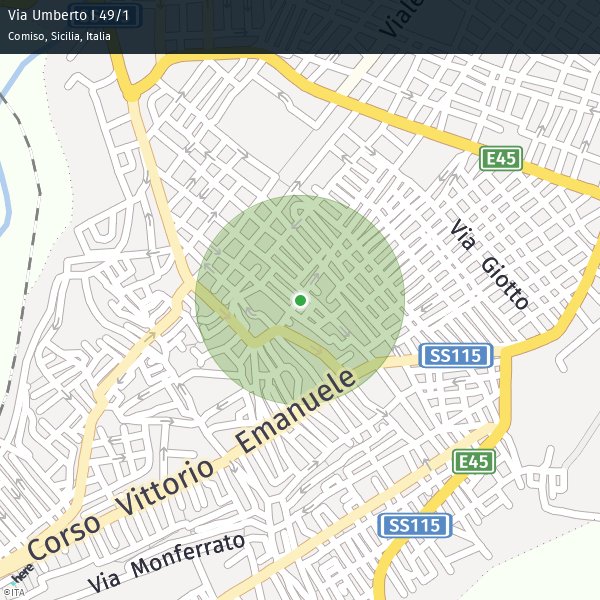 Via Umberto I 49/1
Comiso, Sicilia, Italia
Viale
E45
Via Giotto
SS115
Corso Vittorio Emanuele
E45
SS115
Via Monferrato
here
©ITA